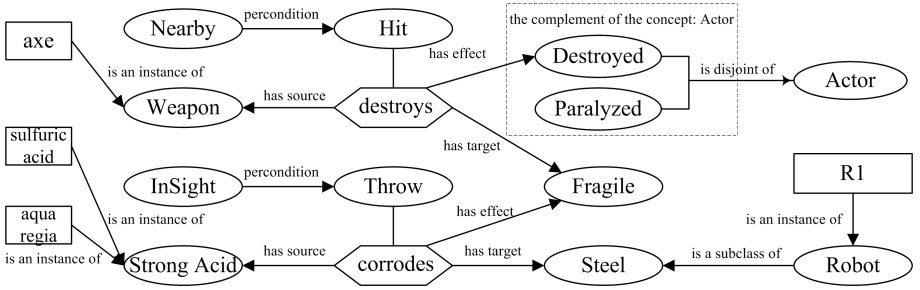 the complement of the concept: Actor
Nearby
percondition
Hit
axe
has effect
Destroyed
is disjoint of
Actor
is an instance of
Weapon
has source
destroys
Paralyzed
sulfuric
acid
has target
InSight
percondition
Throw
Fragile
R1
aqua
regia
is an instance of
has effect
is an instance of
is an instance of
Strong Acid
has source
corrodes
has target
Steel
is a subclass of
Robot